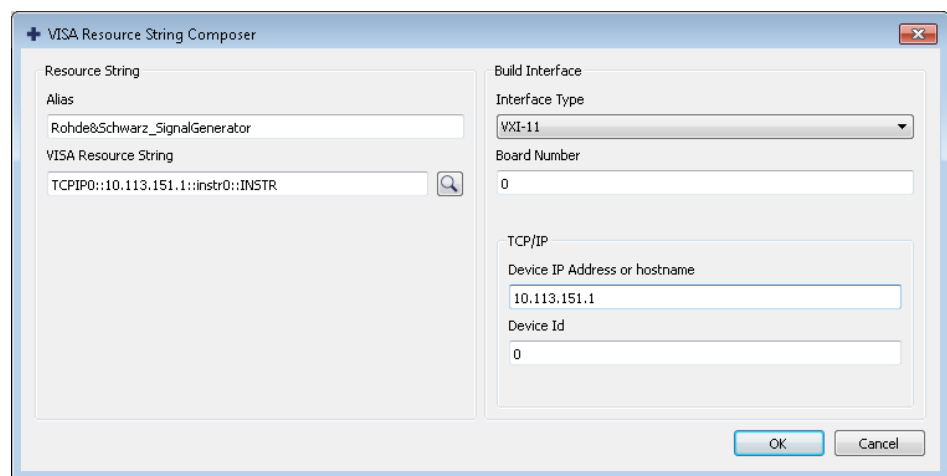 VISA Resource String Composer
Resource String
Alias
Rohde&Schwarz_SignalGenerator
VISA Resource String
TCPIP0::10.113.151.1::instr0::INSTR
Build Interface
Interface Type
VXI-11
Board Number
0
TCP/IP
Device IP Address or hostname
10.113.151.1
Device Id
0
OK
Cancel